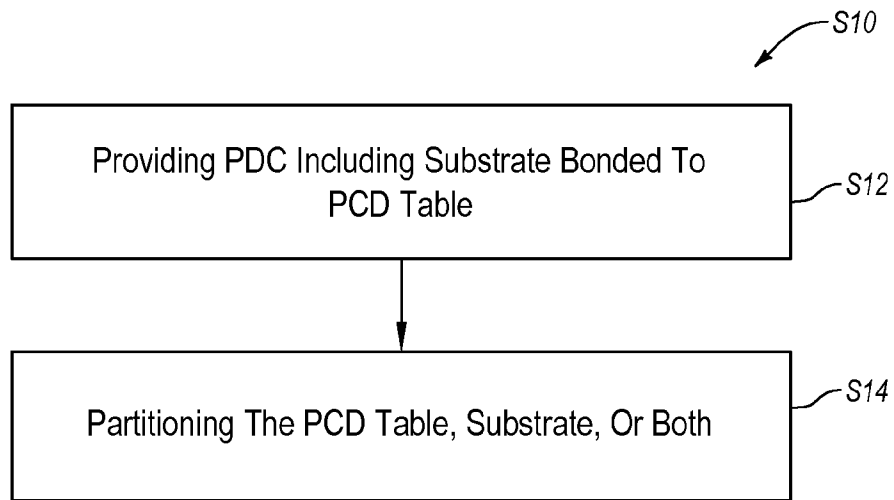 S10
Providing PDC Including Substrate Bonded To
PCD Table
S12
Partitioning The PCD Table, Substrate, Or Both
S14